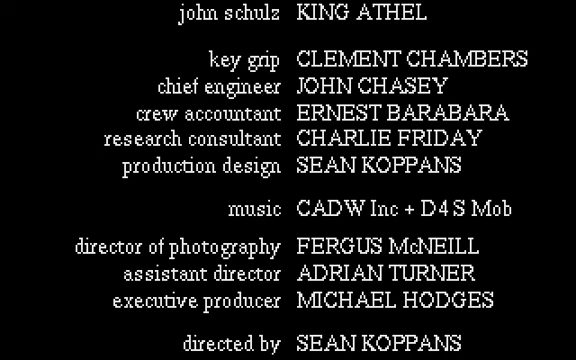 john schulz KING ATHEL
key grip CLEMENT CHAMBERS
chief engineer JOHN CHASEY
crew accountant ERNEST BARABARA
research consultant CHARLIE FRIDAY
production design SEAN KOPPANS
music CADW Inc + D4S Mob
director of photography FERGUS McNEILL
assistant director ADRIAN TURNER
executive producer MICHAEL HODGES
directed by SEAN KOPPANS